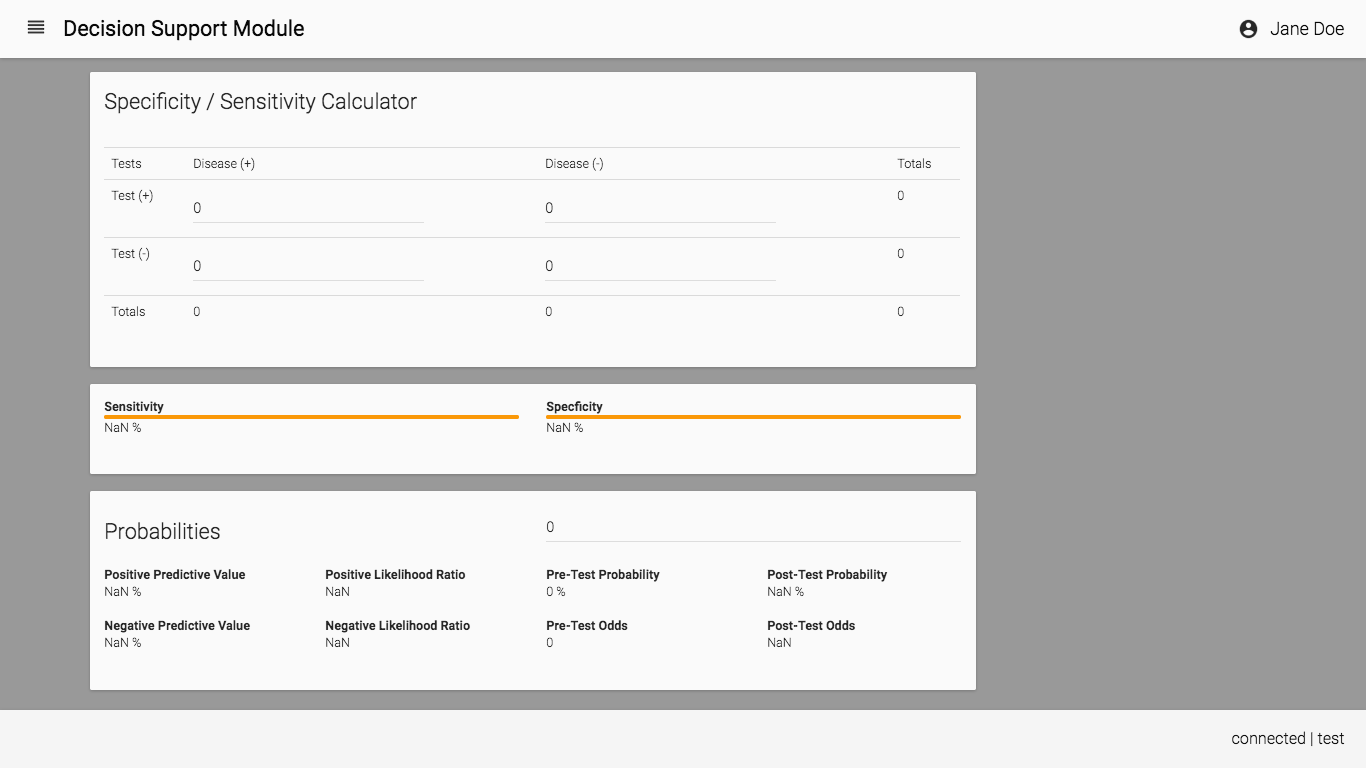 Decision Support Module
Jane Doe
Specificity / Sensitivity Calculator
Tests Disease (+) Disease (-) Totals
Test (+) 0 0 0
Test (-) 0 0 0
Totals 0 0 0
Sensitivity Specficity
NaN % NaN %
Probabilities 0
Positive Predictive Value Positive Likelihood Ratio Pre-Test Probability Post-Test Probability
NaN % NaN 0 % NaN %
Negative Predictive Value Negative Likelihood Ratio Pre-Test Odds Post-Test Odds
NaN % NaN 0 NaN
connected | test